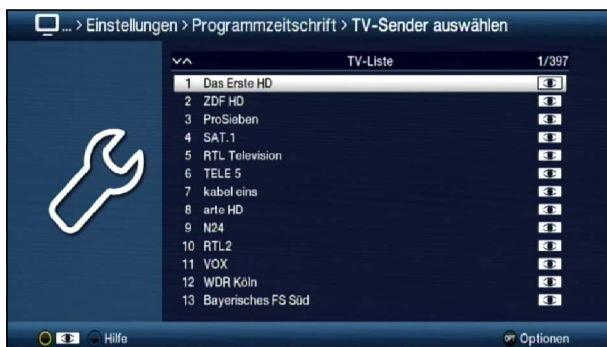 ... > Einstellungen > Programmzeitschrift > TV-Sender auswählen
TV-Liste 1/397
1 Das Erste HD
2 ZDF HD
3 ProSieben
4 SAT.1
5 RTL Television
6 TELE 5
7 kabel eins
8 arte HD
9 N24
10 RTL2
11 VOX
12 WDR Köln
13 Bayerisches FS Süd
Hilfe OPT Optionen